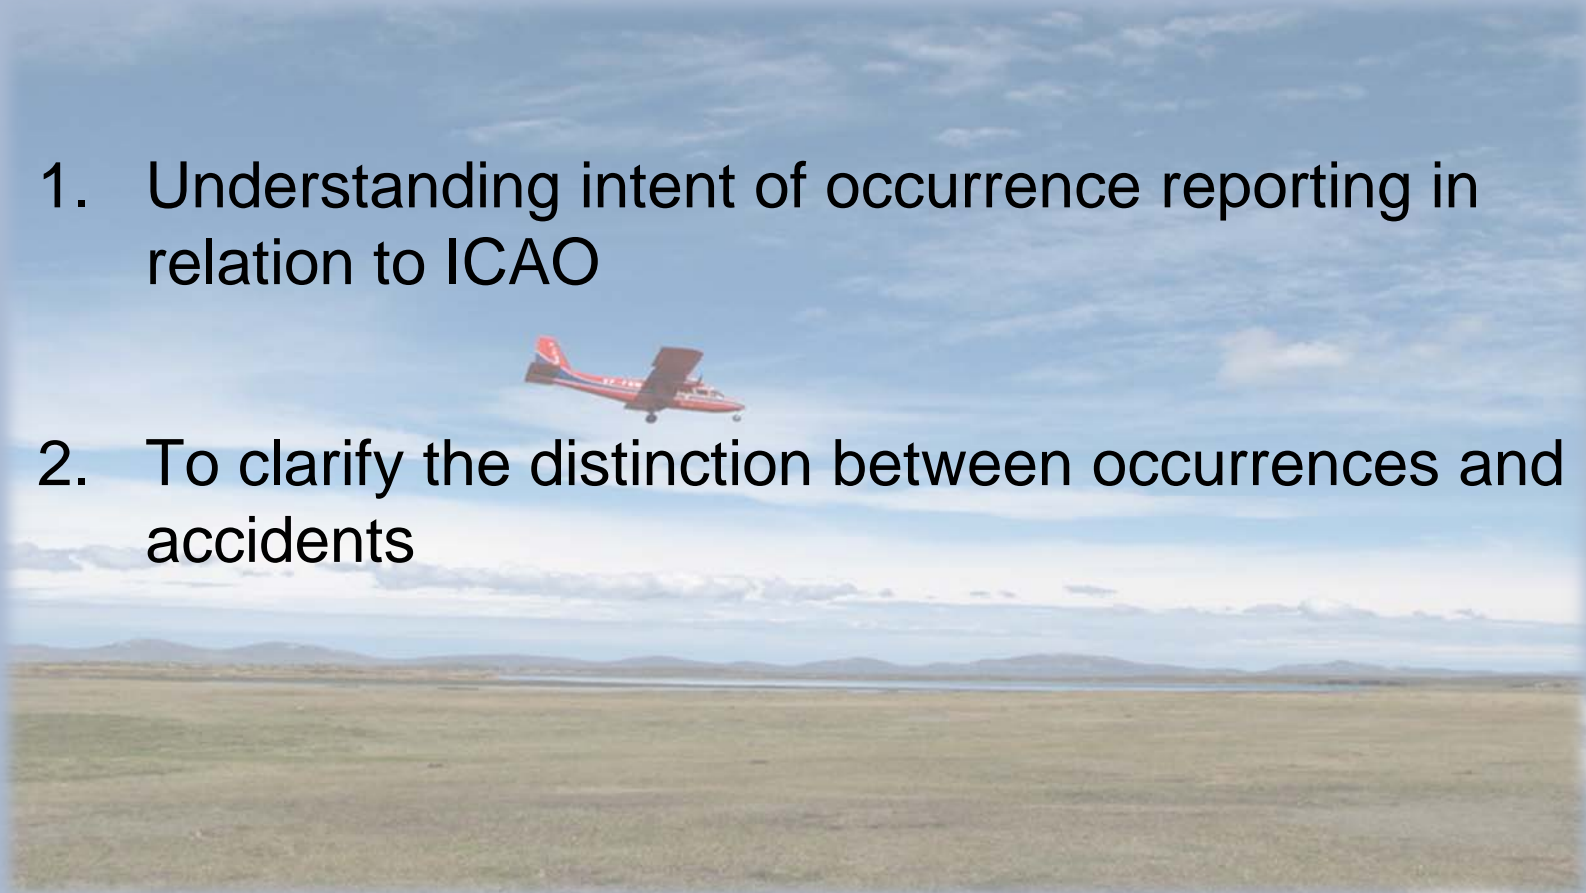 1. Understanding intent of occurrence reporting in
relation to ICAO
2. To clarify the distinction between occurrences and
accidents